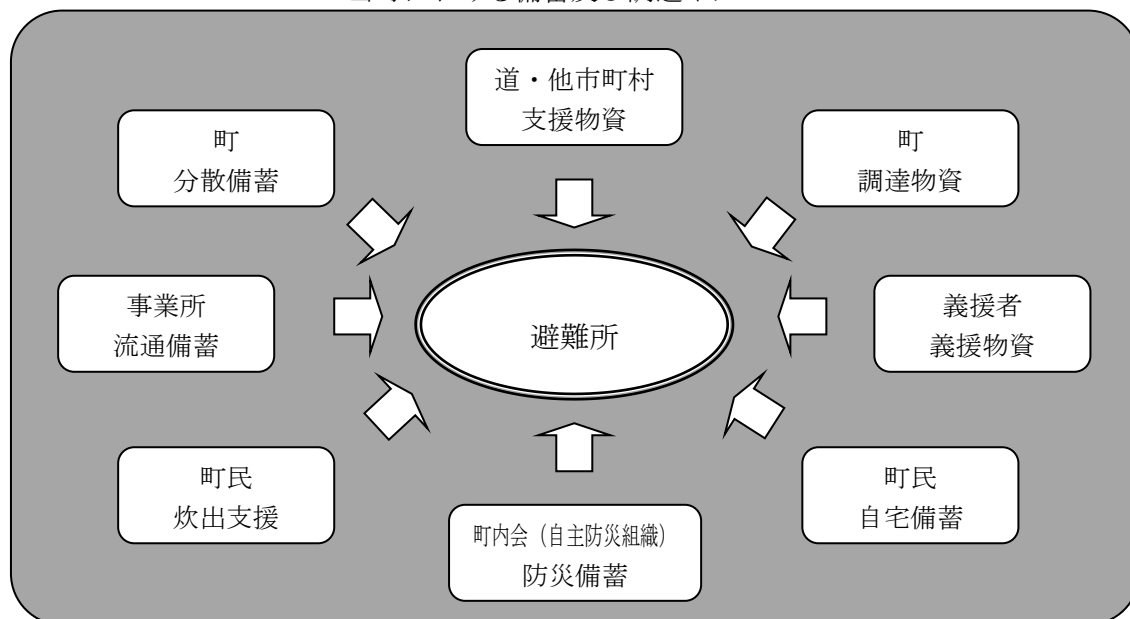 道・他市町村
支援物資
町
分散備蓄
町
調達物資
事業所
流通備蓄
避難所
義援者
義援物資
町民
炊出支援
町内会（自主防災組織）
防災備蓄
町民
自宅備蓄